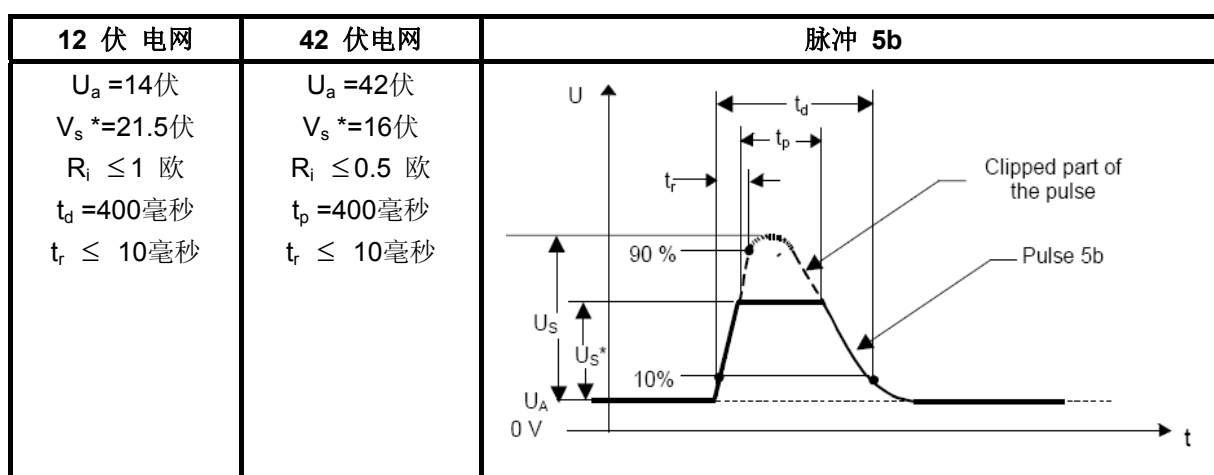 12 伏 电网
42 伏电网
脉冲 5b
Ua =14伏
Vs *=21.5伏
Ri ≤1 欧
td =400毫秒
tr ≤ 10毫秒
Ua =42伏
Vs *=16伏
Ri ≤0.5 欧
tp =400毫秒
tr ≤ 10毫秒
U
td
tp
tr
Clipped part of
the pulse
90 %
Pulse 5b
US
US*
10%
UA
0 V
t